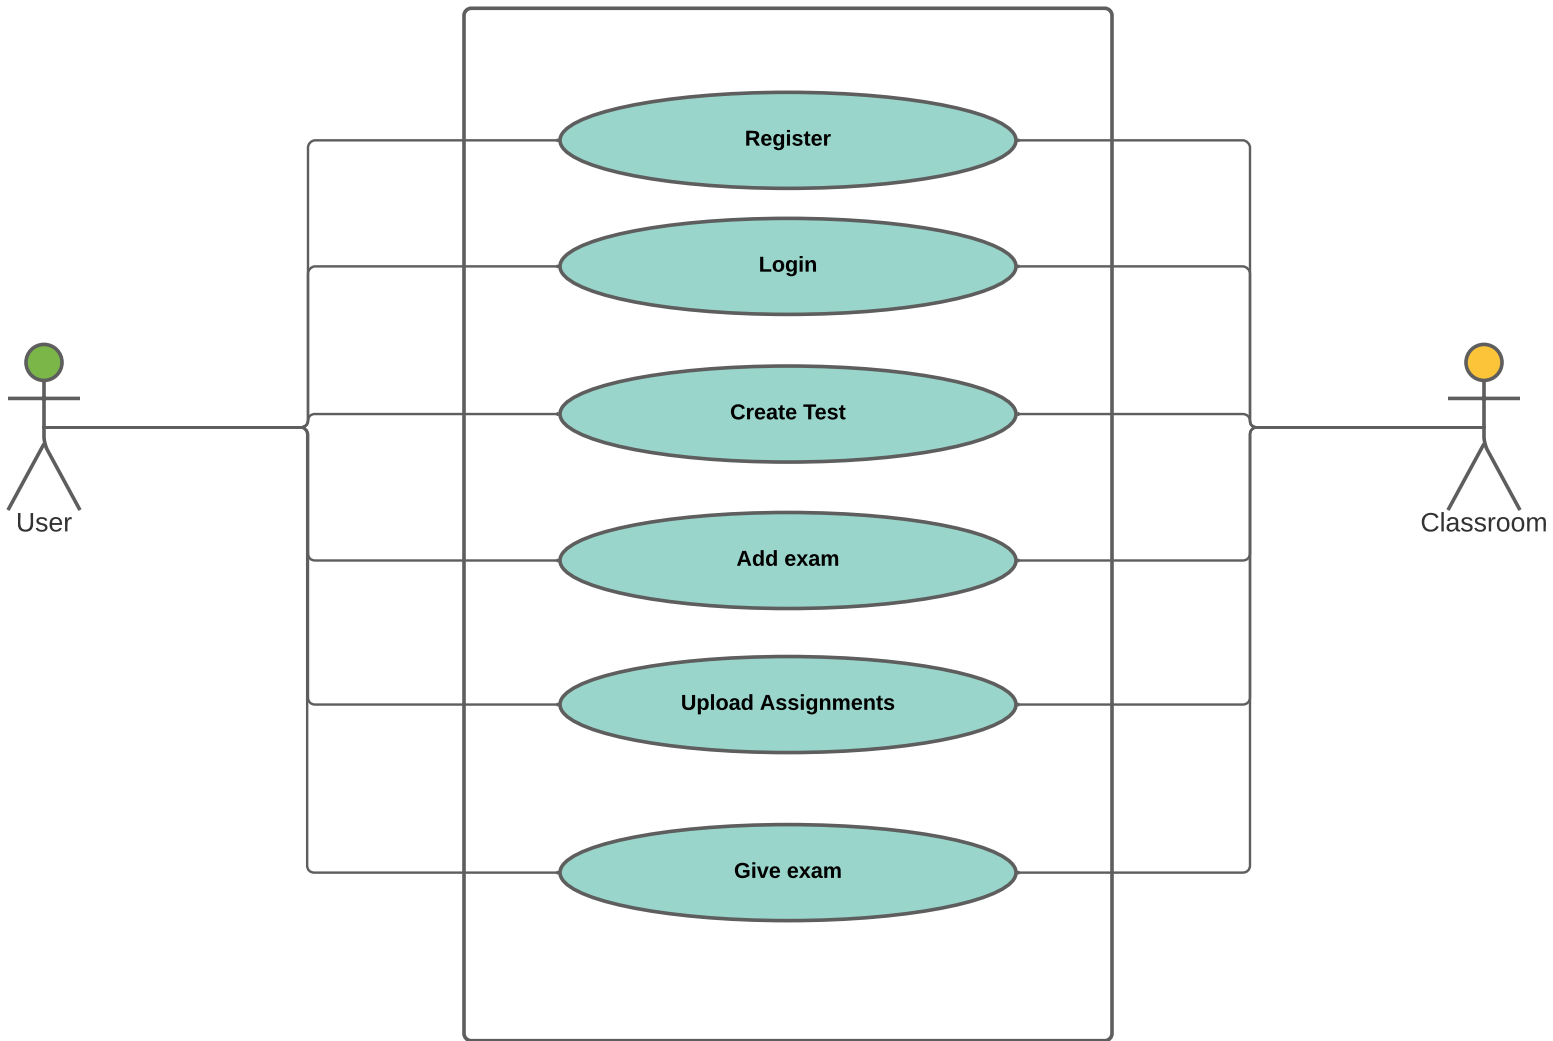 Register
Login
Create Test
User
Classroom
Add exam
Upload Assignments
Give exam